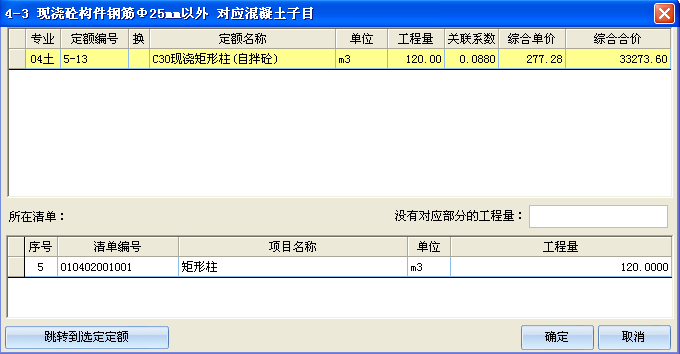 4-3 现浇砼构件钢筋Φ25mm以外 对应混凝土子目
专业 定额编号 换 定额名称 单位 工程量 关联系数 综合单价 综合合价
04土 5-13 C30现浇矩形柱(自拌砼) m3 120.00 0.0880 277.28 33273.60
所在清单： 没有对应部分的工程量：
序号 清单编号 项目名称 单位 工程量
5 010402001001 矩形柱 m3 120.0000
跳转到选定定额 确定 取消